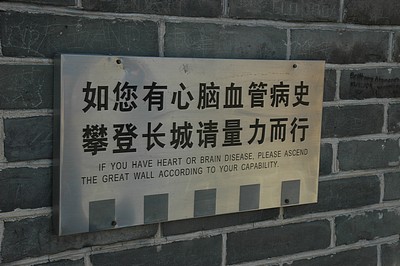 如您有心脑血管病史
攀登长城请量力而行
IF YOU HAVE HEART OR BRAIN DISEASE, PLEASE ASCEND
THE GREAT WALL ACCORDING TO YOUR CAPABILITY.